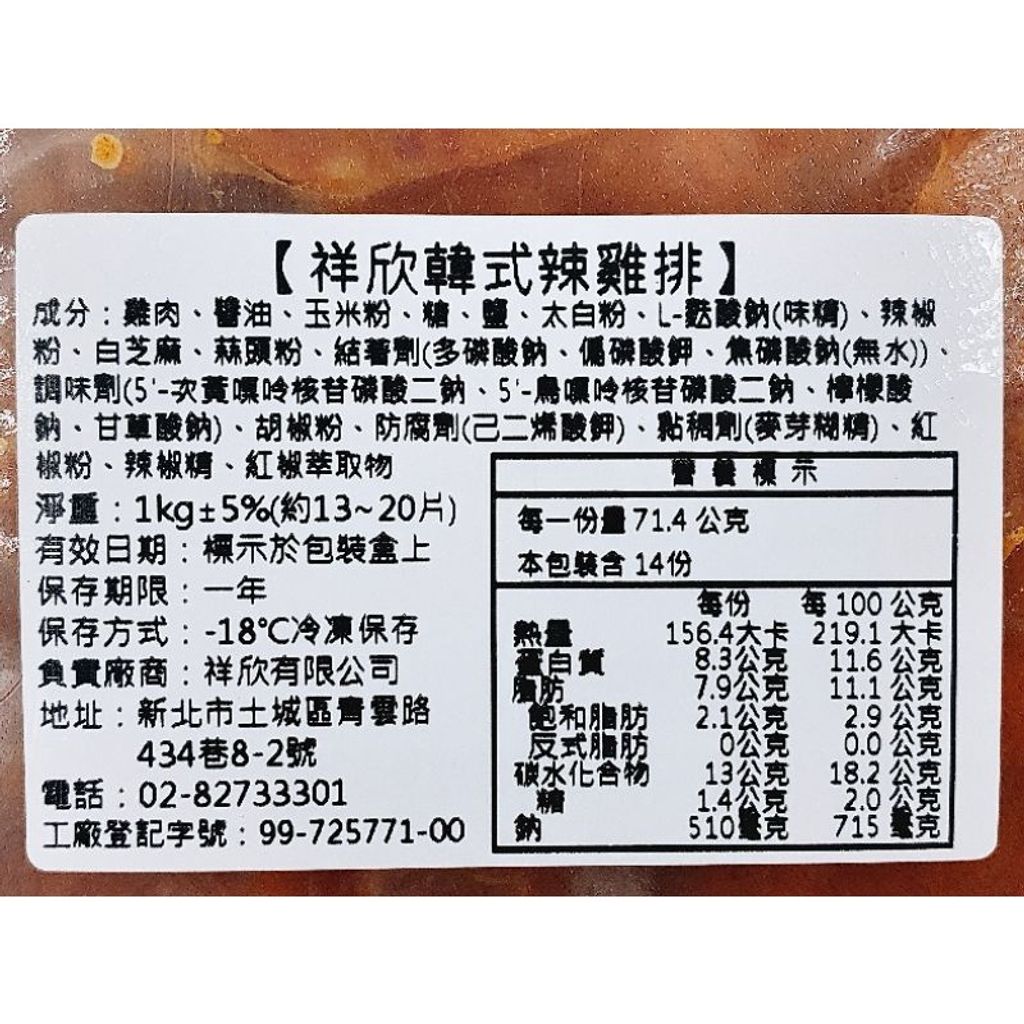 【祥欣韓式辣雞排】
成分：雞肉、醬油、玉米粉、糖、鹽、太白粉、L-麩酸鈉(味精)、辣椒
粉、白芝麻、蒜頭粉、結著劑(多磷酸鈉、偏磷酸鉀、焦磷酸鈉(無水))、
調味劑(5'-次黃嘌呤核苷磷酸二鈉、5'-鳥嘌呤核苷磷酸二鈉、檸檬酸
鈉、甘草酸鈉)、胡椒粉、防腐劑(己二烯酸鉀)、黏稠劑(麥芽糊精)、紅
椒粉、辣椒精、紅椒萃取物
淨重：1kg±5%(約13~20片)
有效日期：標示於包裝盒上
保存期限：一年
保存方式：-18℃冷凍保存
負責廠商：祥欣有限公司
地址：新北市土城區青雲路
434巷8-2號
電話：02-82733301
工廠登記字號：99-725771-00
營養標示
每一份量 71.4 公克
本包裝含 14份
每份 每 100 公克
熱量 156.4大卡 219.1 大卡
蛋白質 8.3公克 11.6 公克
脂肪 7.9公克 11.1 公克
飽和脂肪 2.1公克 2.9 公克
反式脂肪 0公克 0.0 公克
碳水化合物 13公克 18.2 公克
糖 1.4公克 2.0 公克
鈉 510毫克 715 毫克